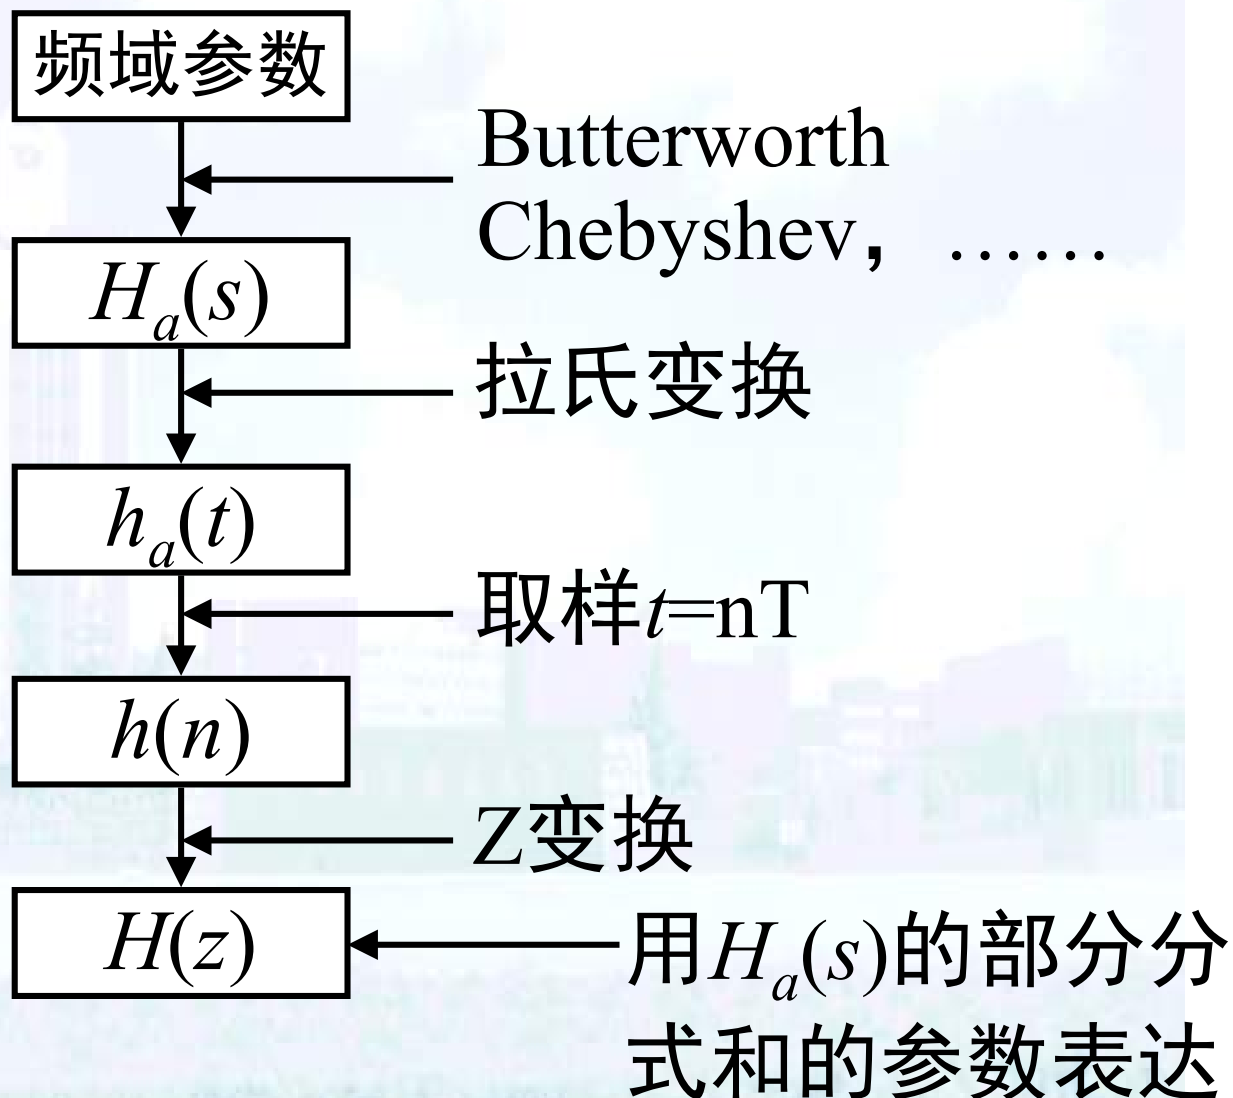 频域参数
Butterworth
Chebyshev，……
Hₐ(s)
拉氏变换
hₐ(t)
取样t=nT
h(n)
Z变换
H(z)
用Hₐ(s)的部分分
式和的参数表达